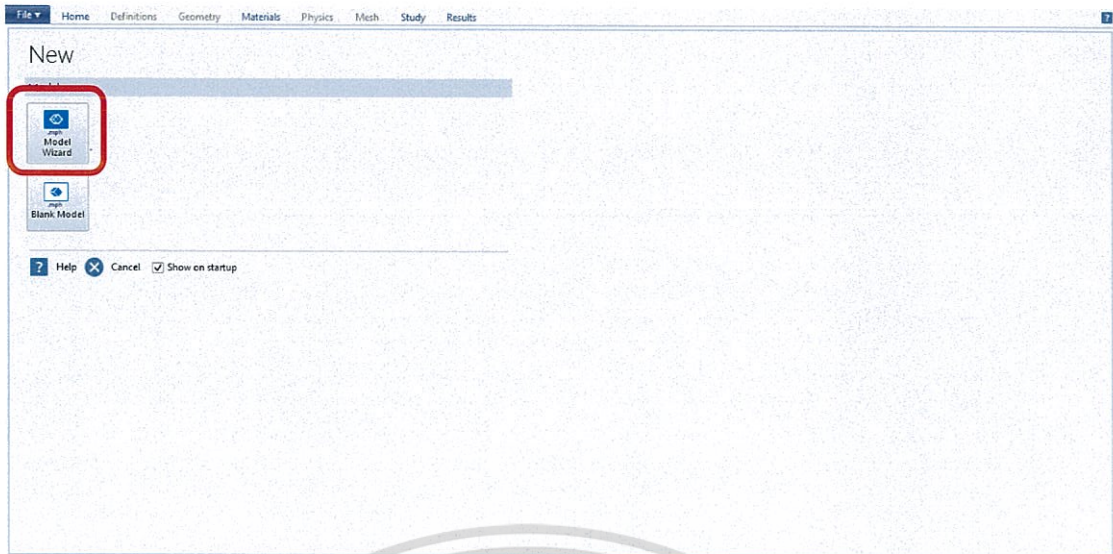 File ▾ Home Definitions Geometry Materials Physics Mesh Study Results ?
New
.mph
Model
Wizard
.mph
Blank Model
? Help Cancel Show on startup